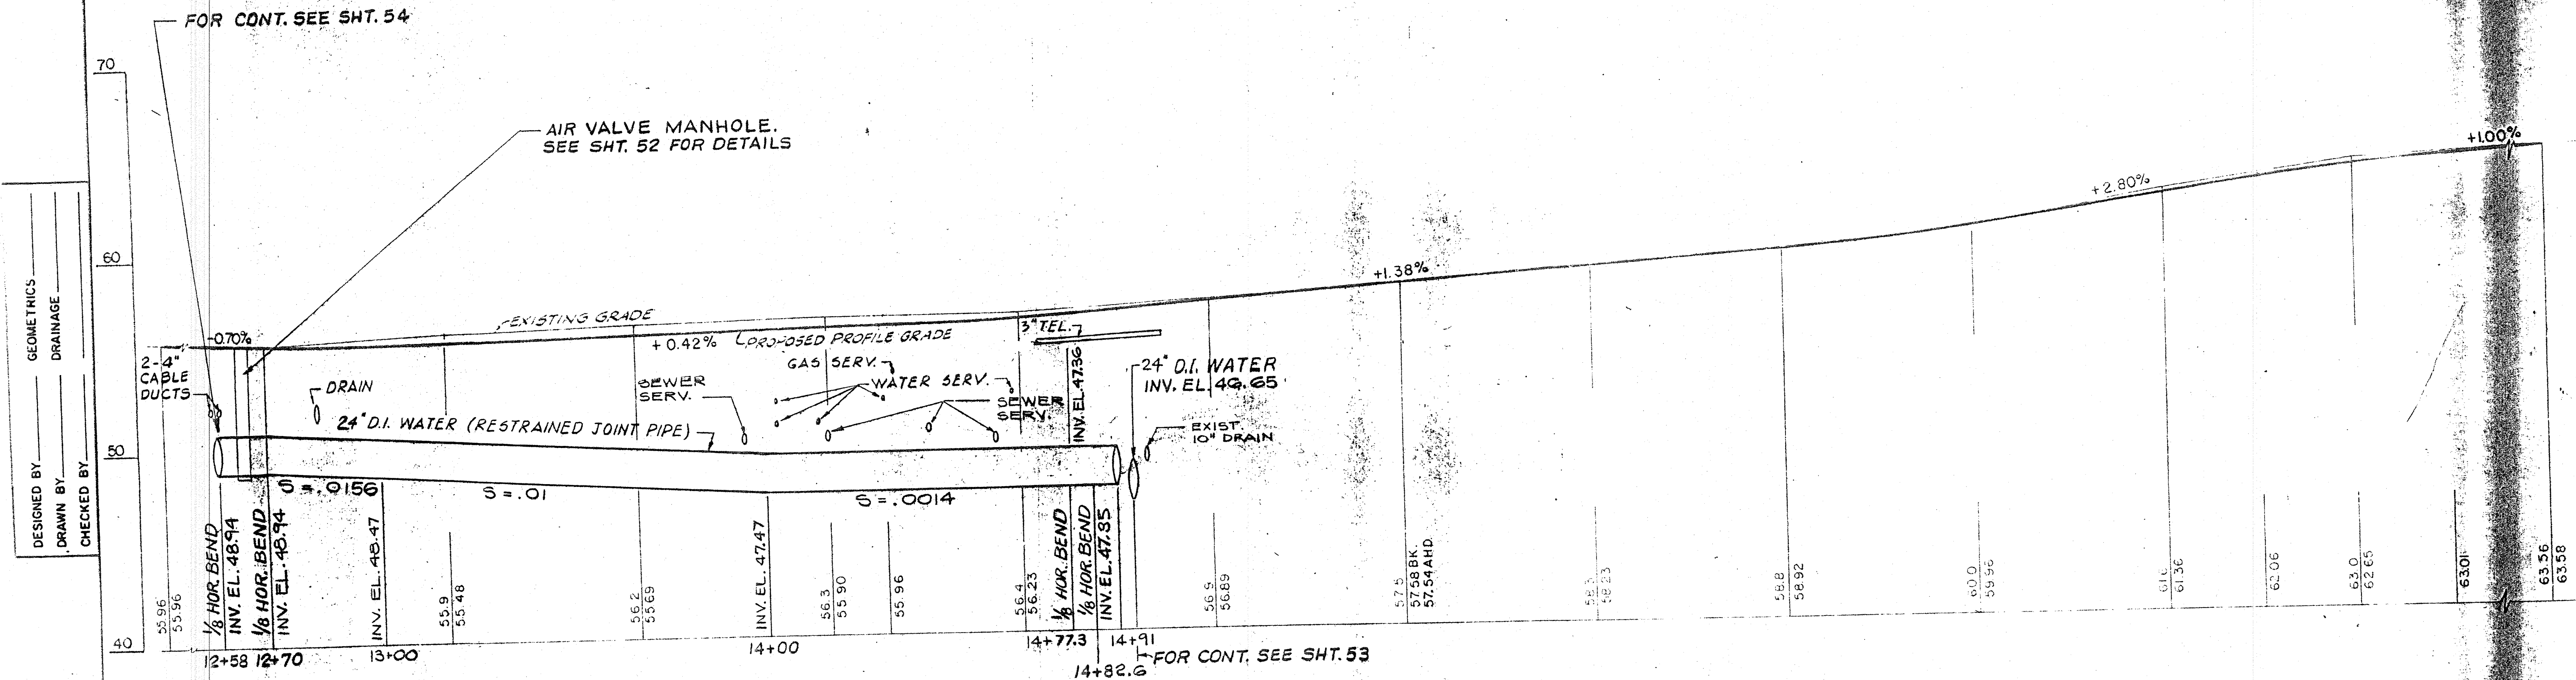 FOR CONT. SEE SHT. 54
70
AIR VALVE MANHOLE.
SEE SHT. 52 FOR DETAILS
+1.00%
+2.80%
60
+1.38%
GEOMETRICS
DRAINAGE
DESIGNED BY
DRAWN BY
CHECKED BY
EXISTING GRADE
-0.70%
+0.42%
PROPOSED PROFILE GRADE
3" TEL.
2-4"
CABLE
DUCTS
GAS SERV.
DRAIN
SEWER
SERV.
WATER SERV.
SEWER
SERV.
INV. EL. 47.36
24" D.I. WATER
INV. EL. 46.65
24" D.I. WATER (RESTRAINED JOINT PIPE)
EXIST.
10" DRAIN
50
S = .0156
S = .01
S = .0014
55.96
55.96
1/8 HOR. BEND
INV. EL. 48.94
1/8 HOR. BEND
INV. EL. 48.94
INV. EL. 48.47
55.9
55.48
56.2
55.69
INV. EL. 47.47
56.3
55.90
55.96
56.4
56.23
1/8 HOR. BEND
1/8 HOR. BEND
INV. EL. 47.85
56.9
56.89
57.5
57.58 BK.
57.54 AHD.
58.23
58.8
58.92
60.0
59.96
61.36
62.06
63.0
62.65
63.01
63.56
63.58
40
12+58
12+70
13+00
14+00
14+77.3
14+82.6
14+91
FOR CONT. SEE SHT. 53